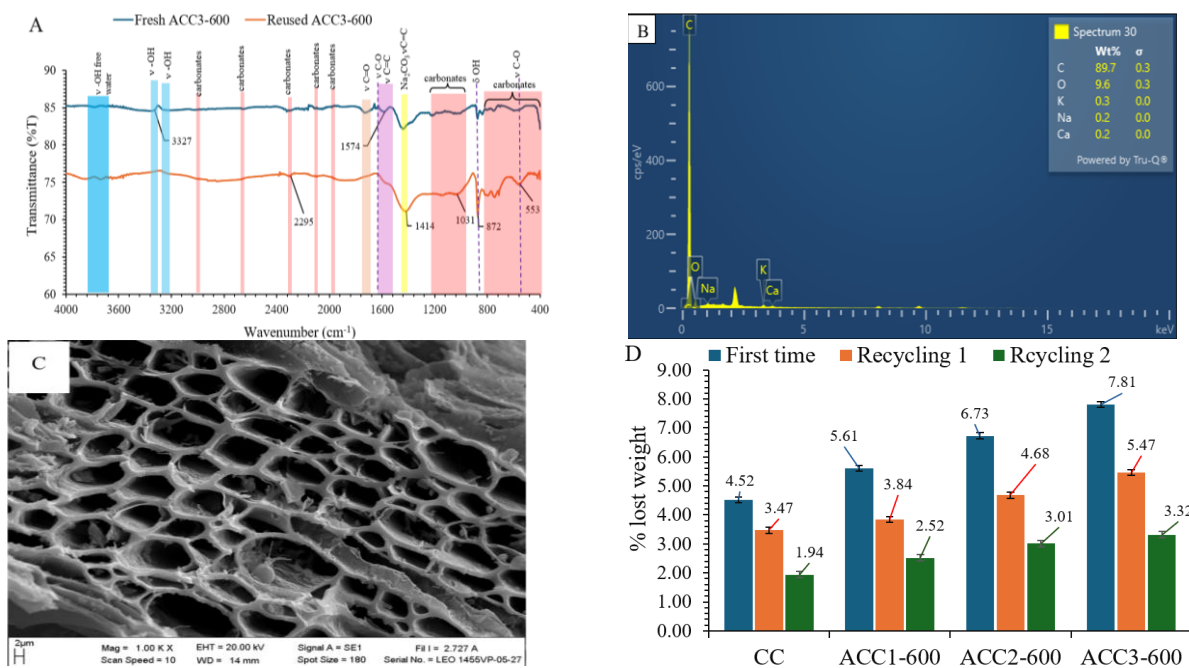 Fresh ACC3-600
Reused ACC3-600
A
ν -OH free
water
ν -OH
ν -OH
carbonates
carbonates
carbonates
carbonates
carbonates
ν C=O
ν C-O
ν C=C
carbonates
δ OH
carbonates
ν C-O
90
85
80
75
70
65
60
3327
1574
2295
1414
1031
872
553
Transmittance (%T)
4000
3600
3200
2800
2400
2000
1600
1200
800
400
Wavenumber (cm-1)
B
C
Spectrum 30
Wt%
σ
C 89.7 0.3
O 9.6 0.3
K 0.3 0.0
Na 0.2 0.0
Ca 0.2 0.0
Powered by Tru-Q®
cps/eV
600
400
200
0
O
Na
K
Ca
0
5
10
15
keV
C
2µm
H
Mag = 1.00 K X EHT = 20.00 kV Signal A = SE1 Fil I = 2.727 A
Scan Speed = 10 WD = 14 mm Spot Size = 180 Serial No. = LEO 1455VP-05-27
D
First time
Recycling 1
Rcycling 2
% lost weight
9.00
8.00
7.00
6.00
5.00
4.00
3.00
2.00
1.00
0.00
4.52
3.47
1.94
5.61
3.84
2.52
6.73
4.68
3.01
7.81
5.47
3.32
CC
ACC1-600
ACC2-600
ACC3-600